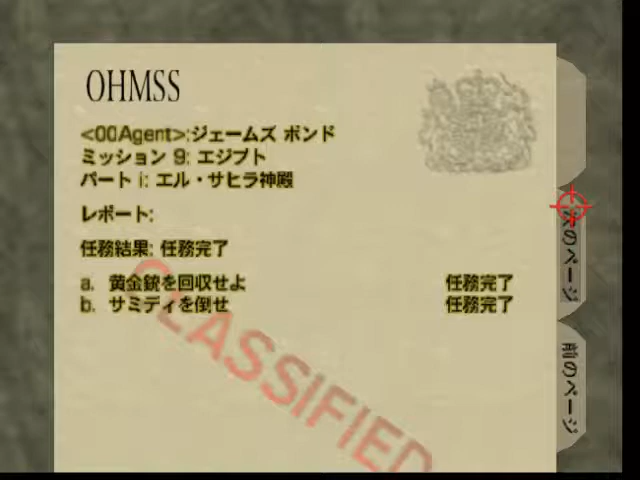 OHMSS
<00Agent>:ジェームズ ボンド
ミッション 9: エジプト
パート i: エル・サヒラ神殿
レポート:
任務結果: 任務完了
a. 黄金銃を回収せよ 任務完了
b. サミディを倒せ 任務完了
CLASSIFIED
次のページ
前のページ